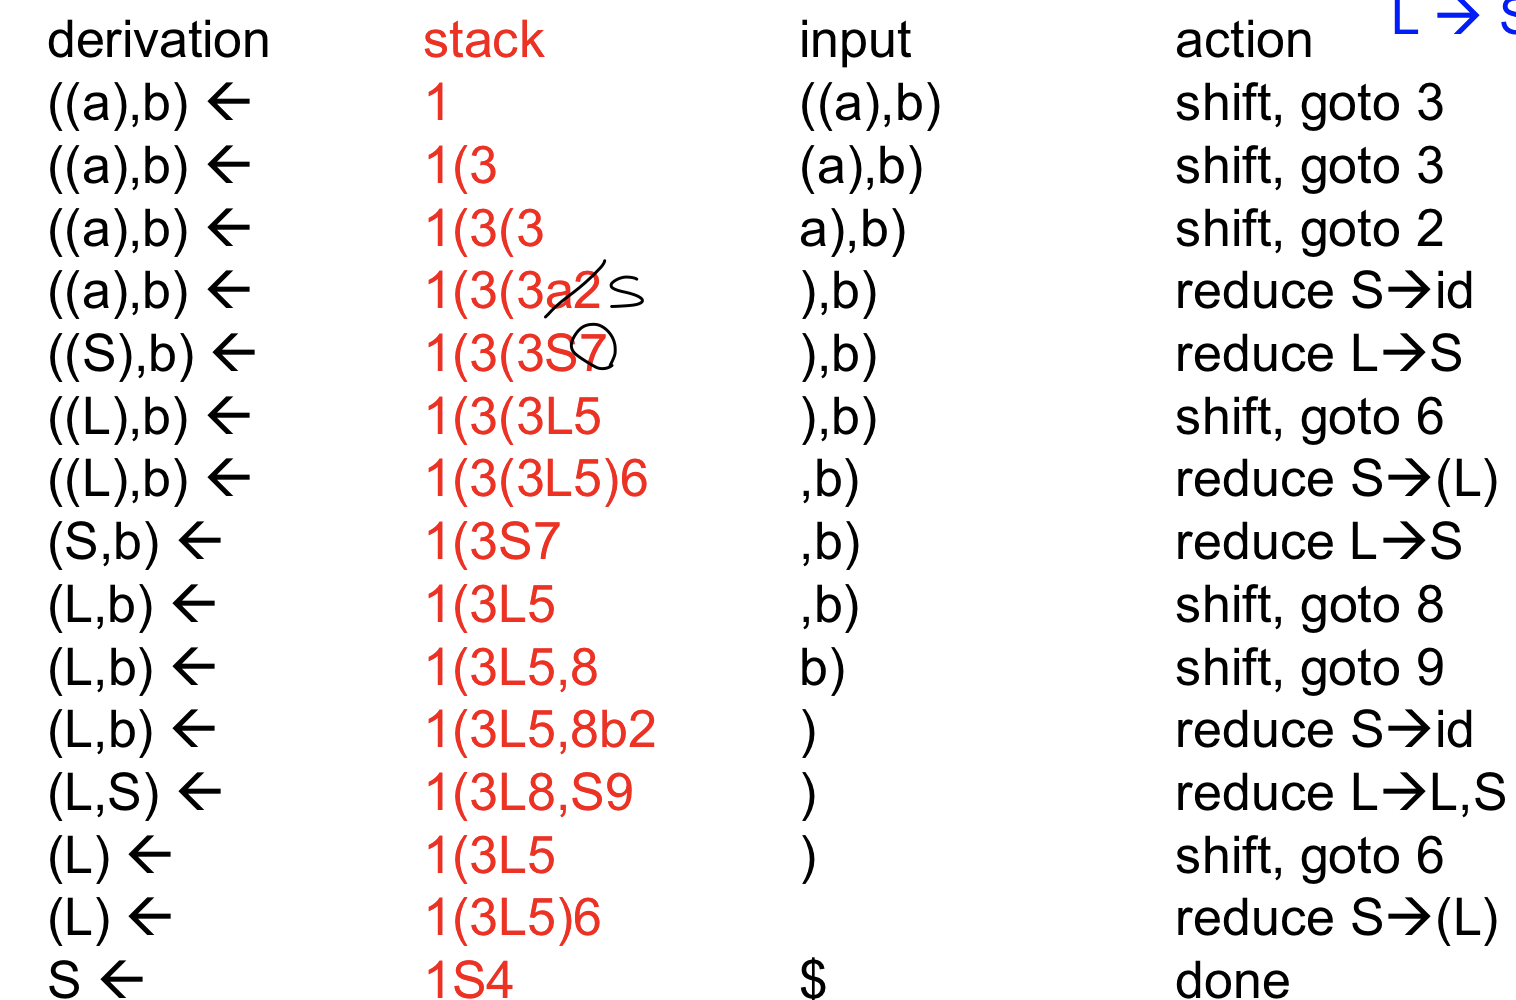 L → S
derivation stack input action
((a),b) ← 1 ((a),b) shift, goto 3
((a),b) ← 1(3 (a),b) shift, goto 3
((a),b) ← 1(3(3 a),b) shift, goto 2
((a),b) ← 1(3(3a2 S ),b) reduce S→id
((S),b) ← 1(3(3S7 ),b) reduce L→S
((L),b) ← 1(3(3L5 ),b) shift, goto 6
((L),b) ← 1(3(3L5)6 ,b) reduce S→(L)
(S,b) ← 1(3S7 ,b) reduce L→S
(L,b) ← 1(3L5 ,b) shift, goto 8
(L,b) ← 1(3L5,8 b) shift, goto 9
(L,b) ← 1(3L5,8b2 ) reduce S→id
(L,S) ← 1(3L8,S9 ) reduce L→L,S
(L) ← 1(3L5 ) shift, goto 6
(L) ← 1(3L5)6 reduce S→(L)
S ← 1S4 $ done